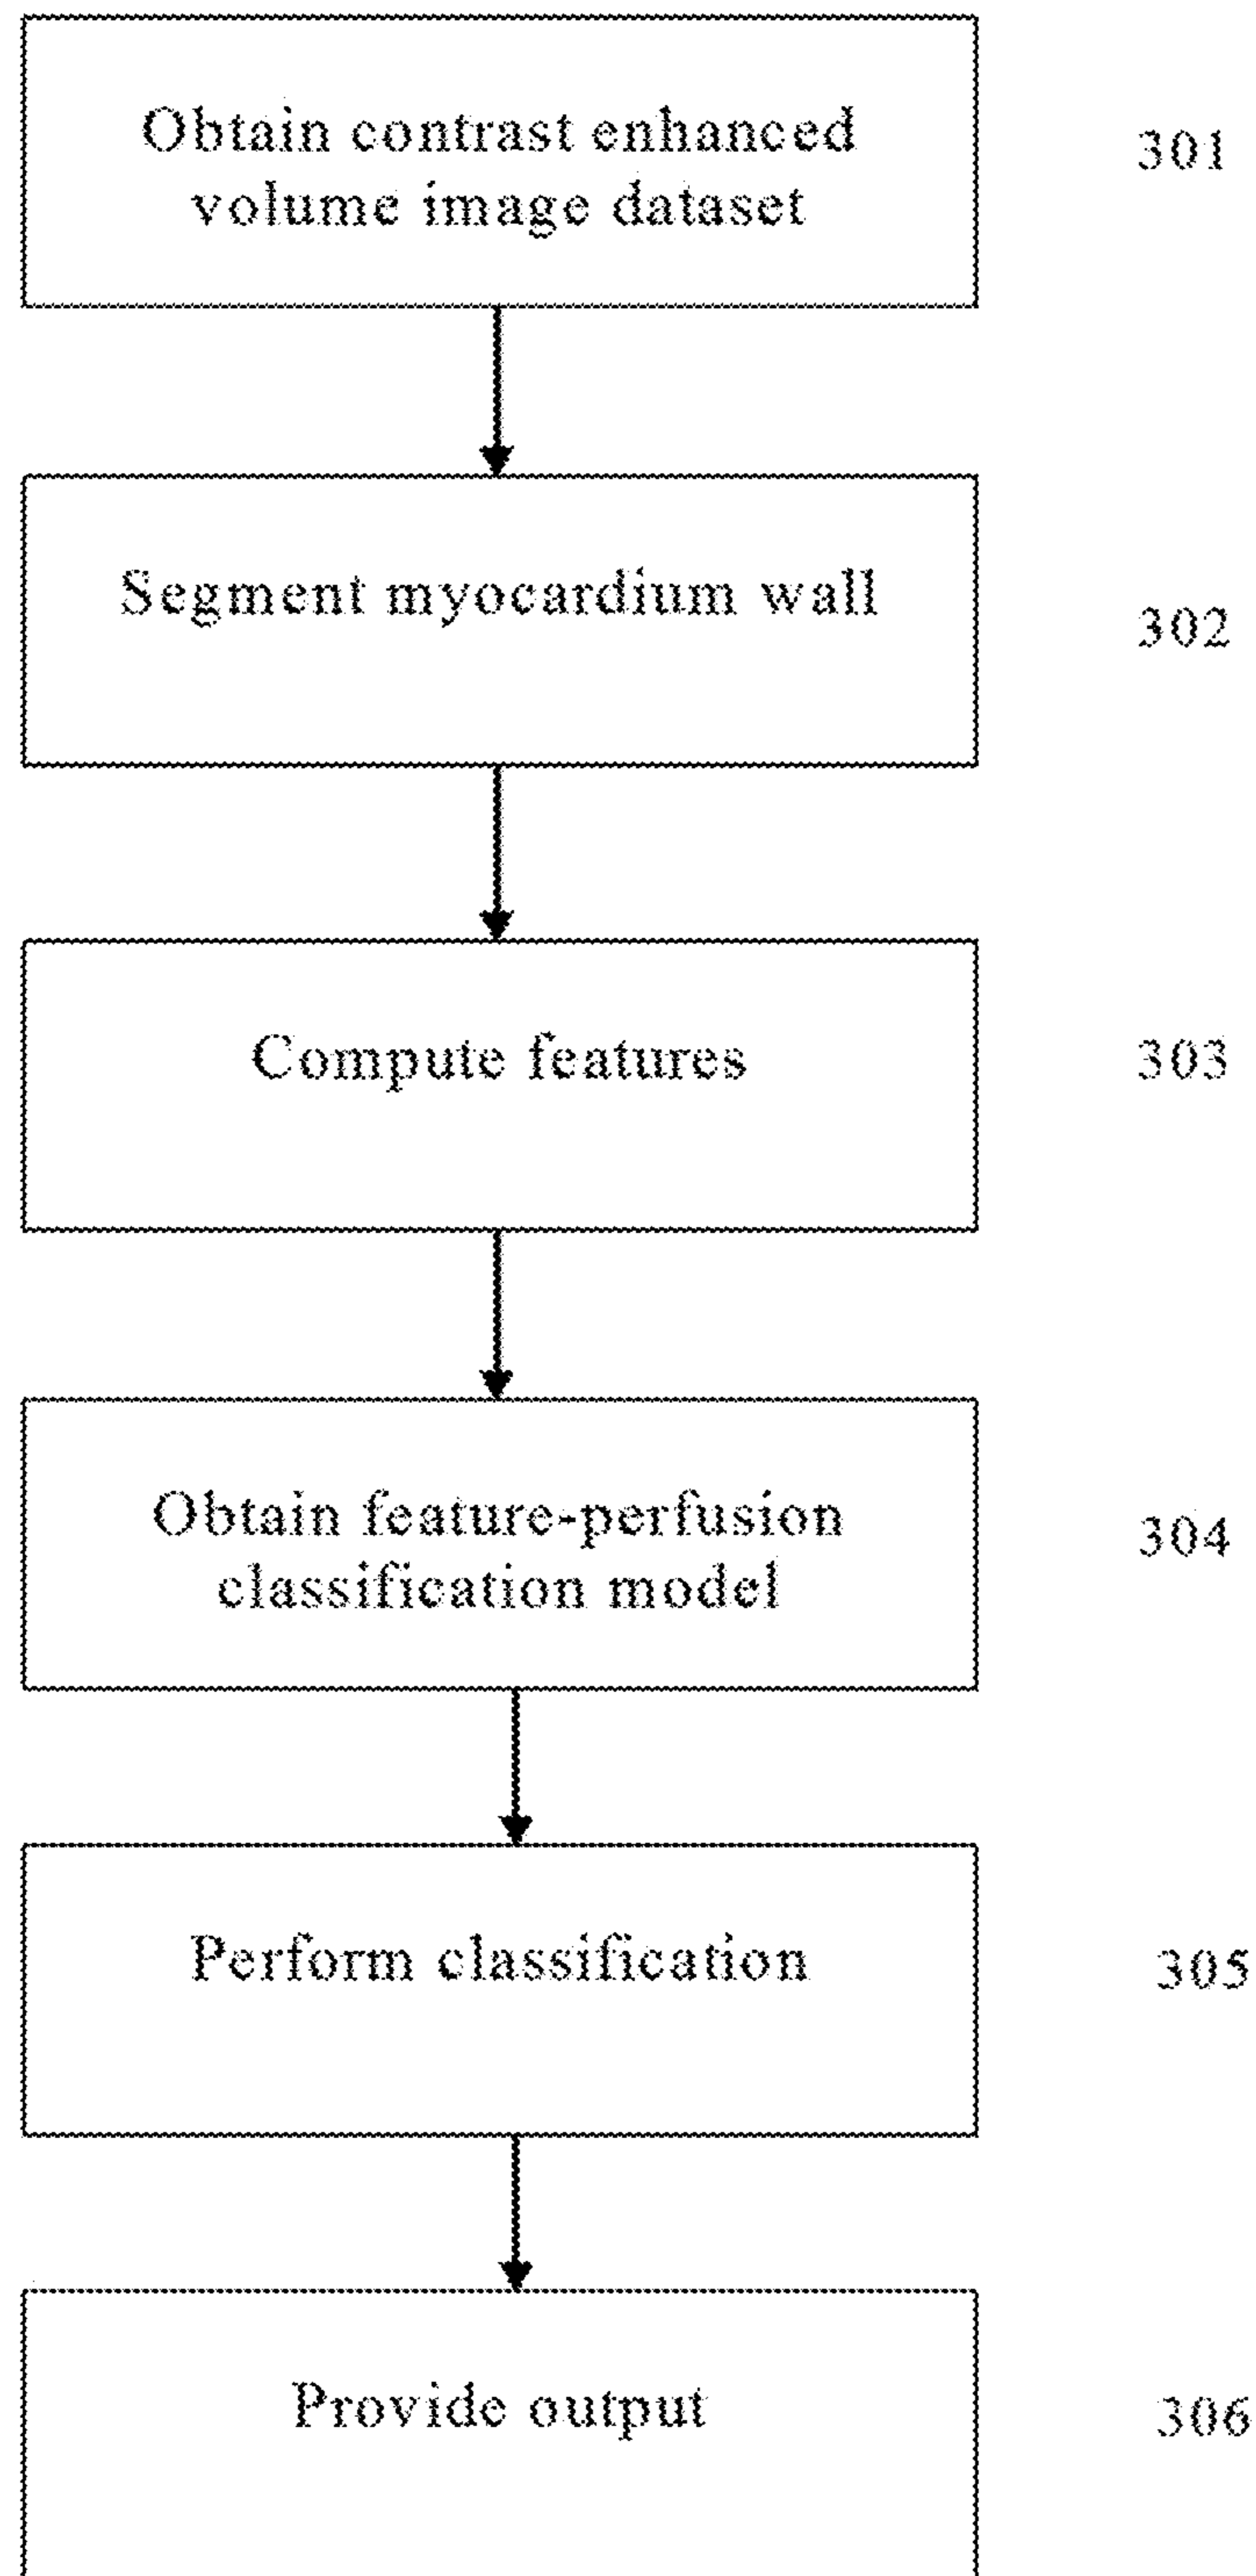 Obtain contrast enhanced
volume image dataset
301
Segment myocardium wall
302
Compute features
303
Obtain feature-perfusion
classification model
304
Perform classification
305
Provide output
306